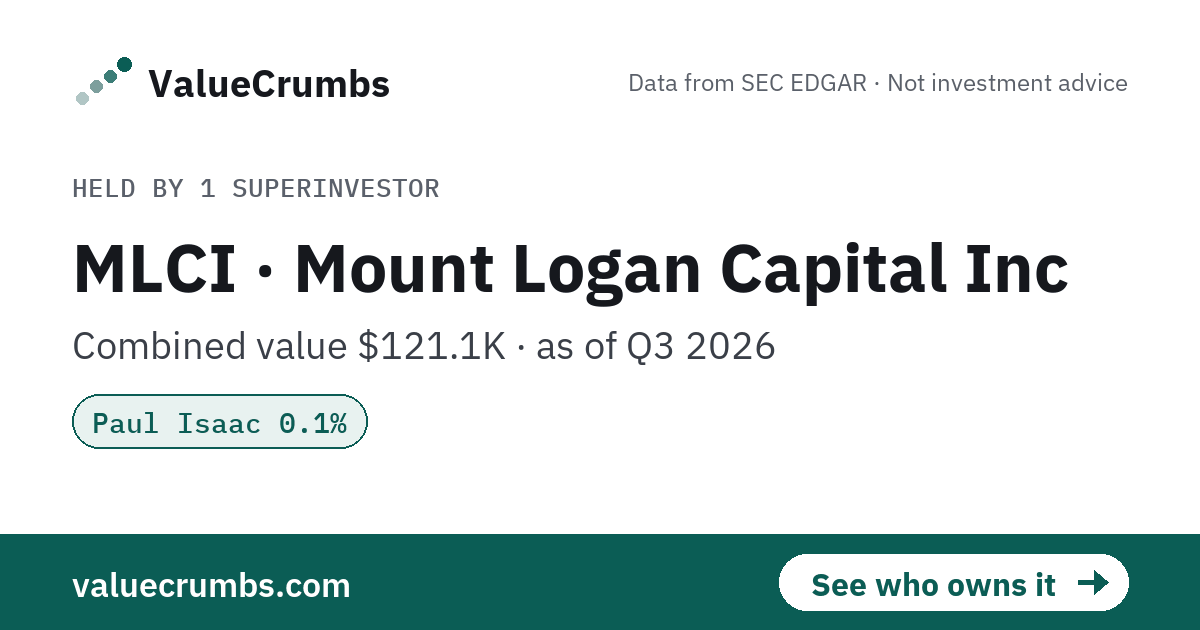 ValueCrumbs
Data from SEC EDGAR · Not investment advice
HELD BY 1 SUPERINVESTOR
MLCI · Mount Logan Capital Inc
Combined value $121.1K · as of Q3 2026
Paul Isaac 0.1%
valuecrumbs.com
See who owns it →